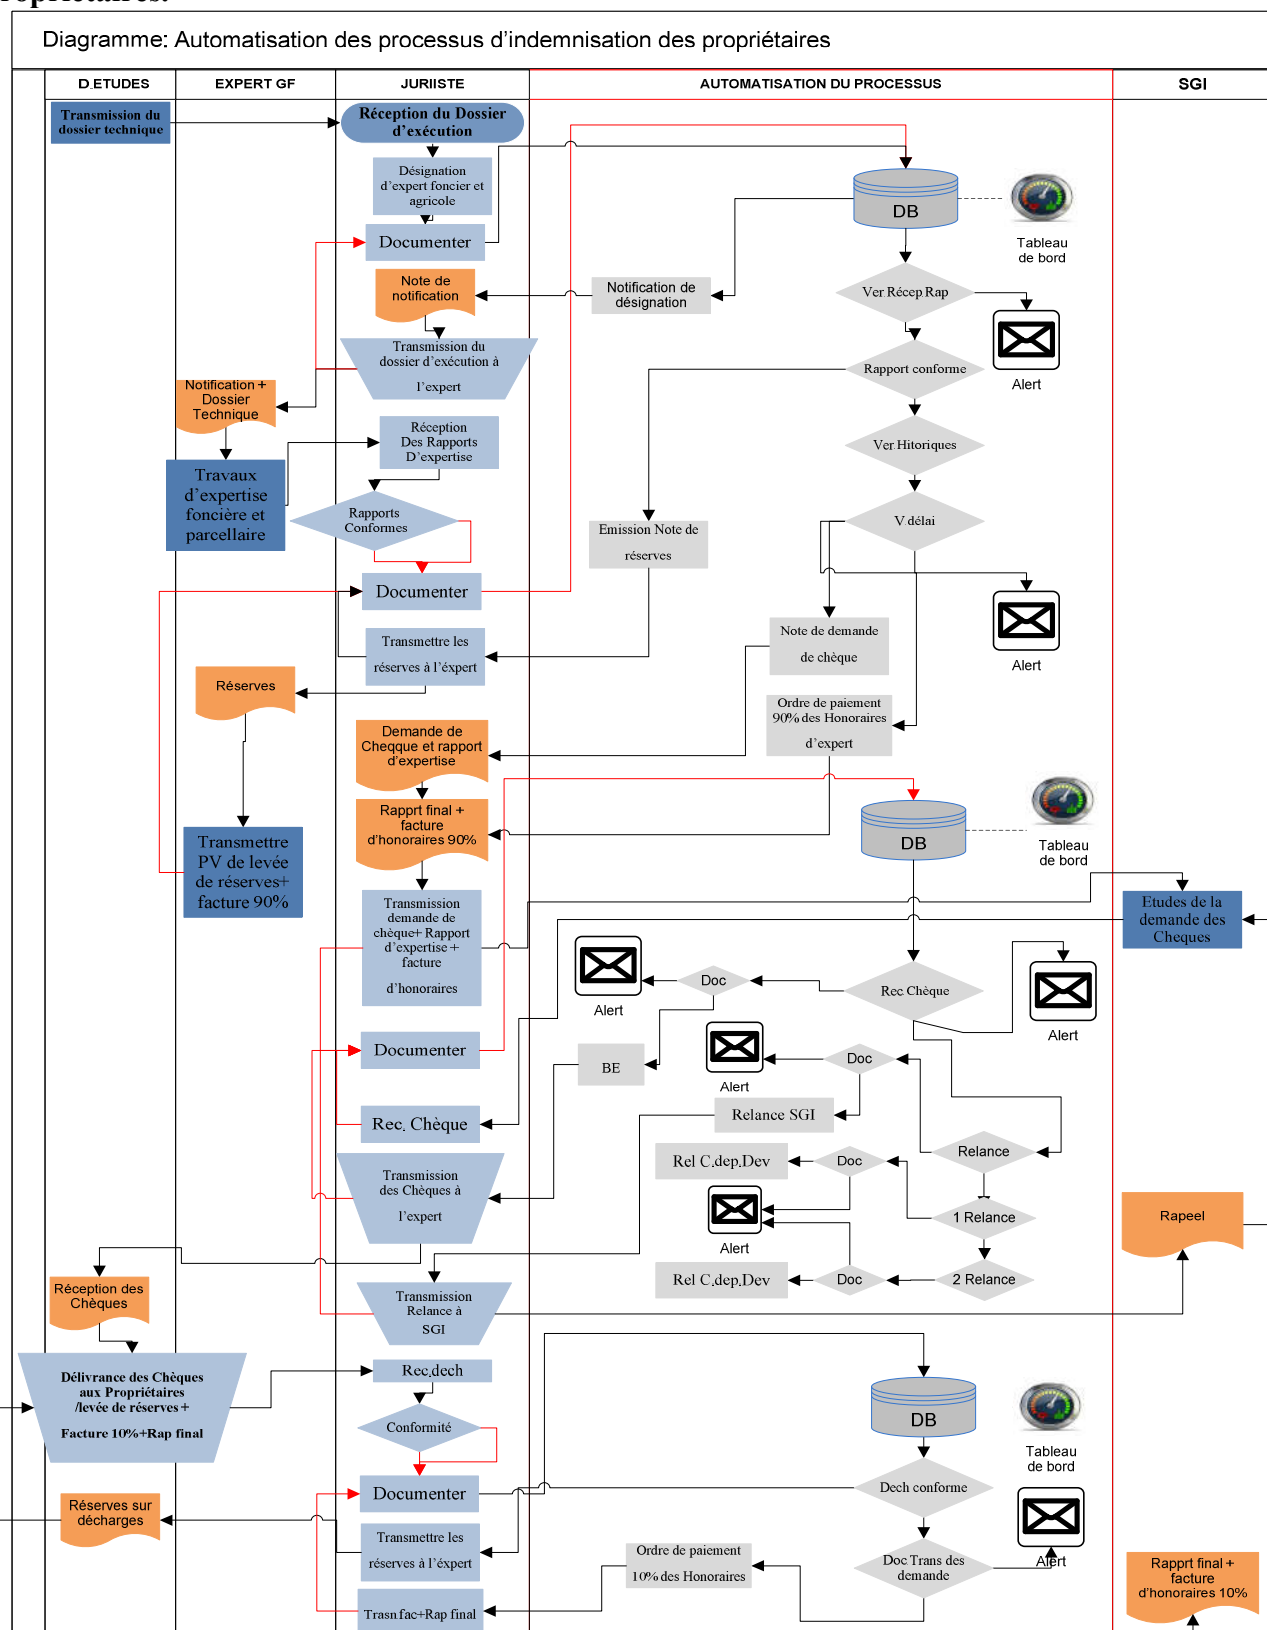 ropriétaires.
Diagramme: Automatisation des processus d'indemnisation des propriétaires
D.ETUDES
EXPERT GF
JURIISTE
AUTOMATISATION DU PROCESSUS
SGI
Transmission du
dossier technique
Réception du Dossier
d'exécution
Désignation
d'expert foncier et
agricole
DB
Tableau
de bord
Documenter
Note de
notification
Notification de
désignation
Ver.Récep Rap
Alert
Transmission du
dossier d'exécution à
l'expert
Rapport conforme
Notification +
Dossier
Technique
Réception
Des Rapports
D'expertise
Ver.Hitoriques
Travaux
d'expertise
foncière et
parcellaire
Rapports
Conformes
Emission Note de
réserves
V délai
Documenter
Alert
Transmettre les
réserves à l'éxpert
Note de demande
de chèque
Réserves
Ordre de paiement
90% des Honoraires
d'expert
Demande de
Cheqque et rapport
d'expertise
Rapprt final +
facture
d'honoraires 90%
DB
Tableau
de bord
Transmettre
PV de levée
de réserves+
facture 90%
Transmission
demande de
chèque+ Rapport
d'expertise +
facture
d'honoraires
Etudes de la
demande des
Cheques
Alert
Doc
Rec Chèque
Alert
Documenter
BE
Alert
Doc
Rec. Chèque
Relance SGI
Rel C.dep.Dev
Doc
Relance
Transmission
des Chèques à
l'expert
Alert
1 Relance
Rapeel
Rel C.dep.Dev
Doc
2 Relance
Réception des
Chèques
Transmission
Relance à
SGI
Délivrance des Chèques
aux Propriétaires
/levée de réserves +
Facture 10%+Rap final
Rec.dech
Conformité
DB
Tableau
de bord
Documenter
Dech conforme
Réserves sur
décharges
Transmettre les
réserves à l'éxpert
Ordre de paiement
10% des Honoraires
Doc Trans des
demande
Alert
Rapprt final +
facture
d'honoraires 10%
Trasn fac+Rap final